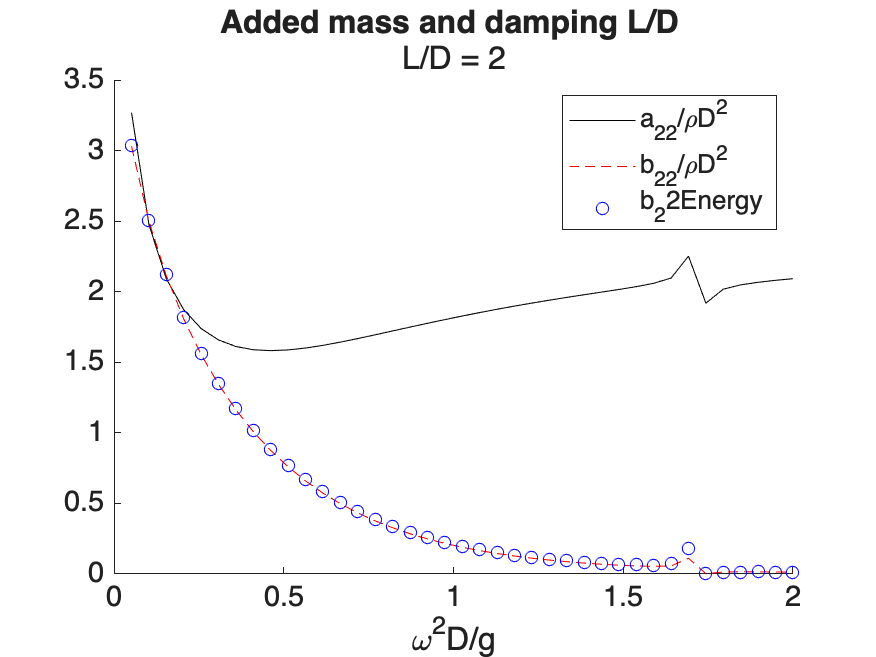 Added mass and damping L/D
L/D = 2
3.5
3
2.5
2
1.5
1
0.5
0
a₂₂/ρD²
b₂₂/ρD²
b₂2Energy
0 0.5 1 1.5 2
ω²D/g